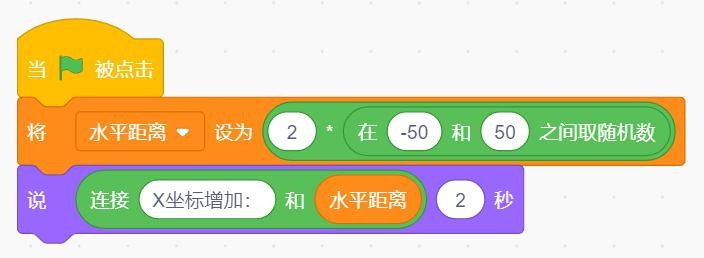 当 被点击
将 水平距离 设为 2 * 在 -50 和 50 之间取随机数
说 连接 X坐标增加： 和 水平距离 2 秒